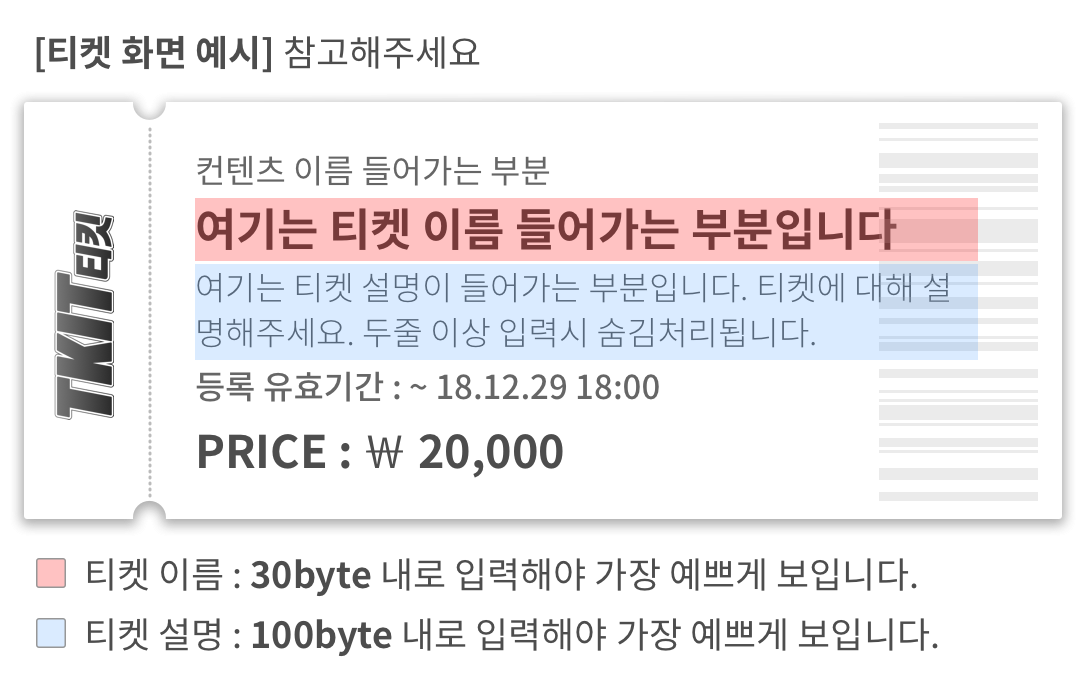 [티켓 화면 예시] 참고해주세요
TKIT티킷
컨텐츠 이름 들어가는 부분
여기는 티켓 이름 들어가는 부분입니다
여기는 티켓 설명이 들어가는 부분입니다. 티켓에 대해 설
명해주세요. 두줄 이상 입력시 숨김처리됩니다.
등록 유효기간 : ~ 18.12.29 18:00
PRICE : ₩ 20,000
티켓 이름 : 30byte 내로 입력해야 가장 예쁘게 보입니다.
티켓 설명 : 100byte 내로 입력해야 가장 예쁘게 보입니다.